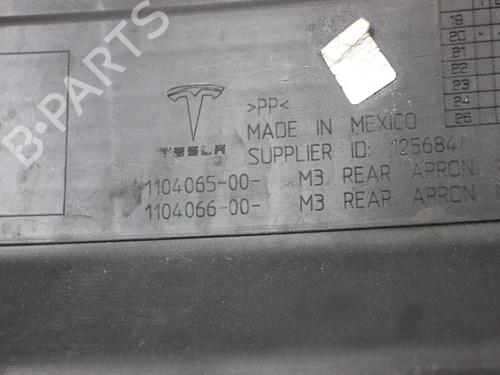 B-PARTS
TESLA
>PP<
MADE IN MEXICO
SUPPLIER ID: 125684
1104065-00- M3 REAR APRON
1104066-00- M3 REAR APRON
19
20
21
22
23
24
25